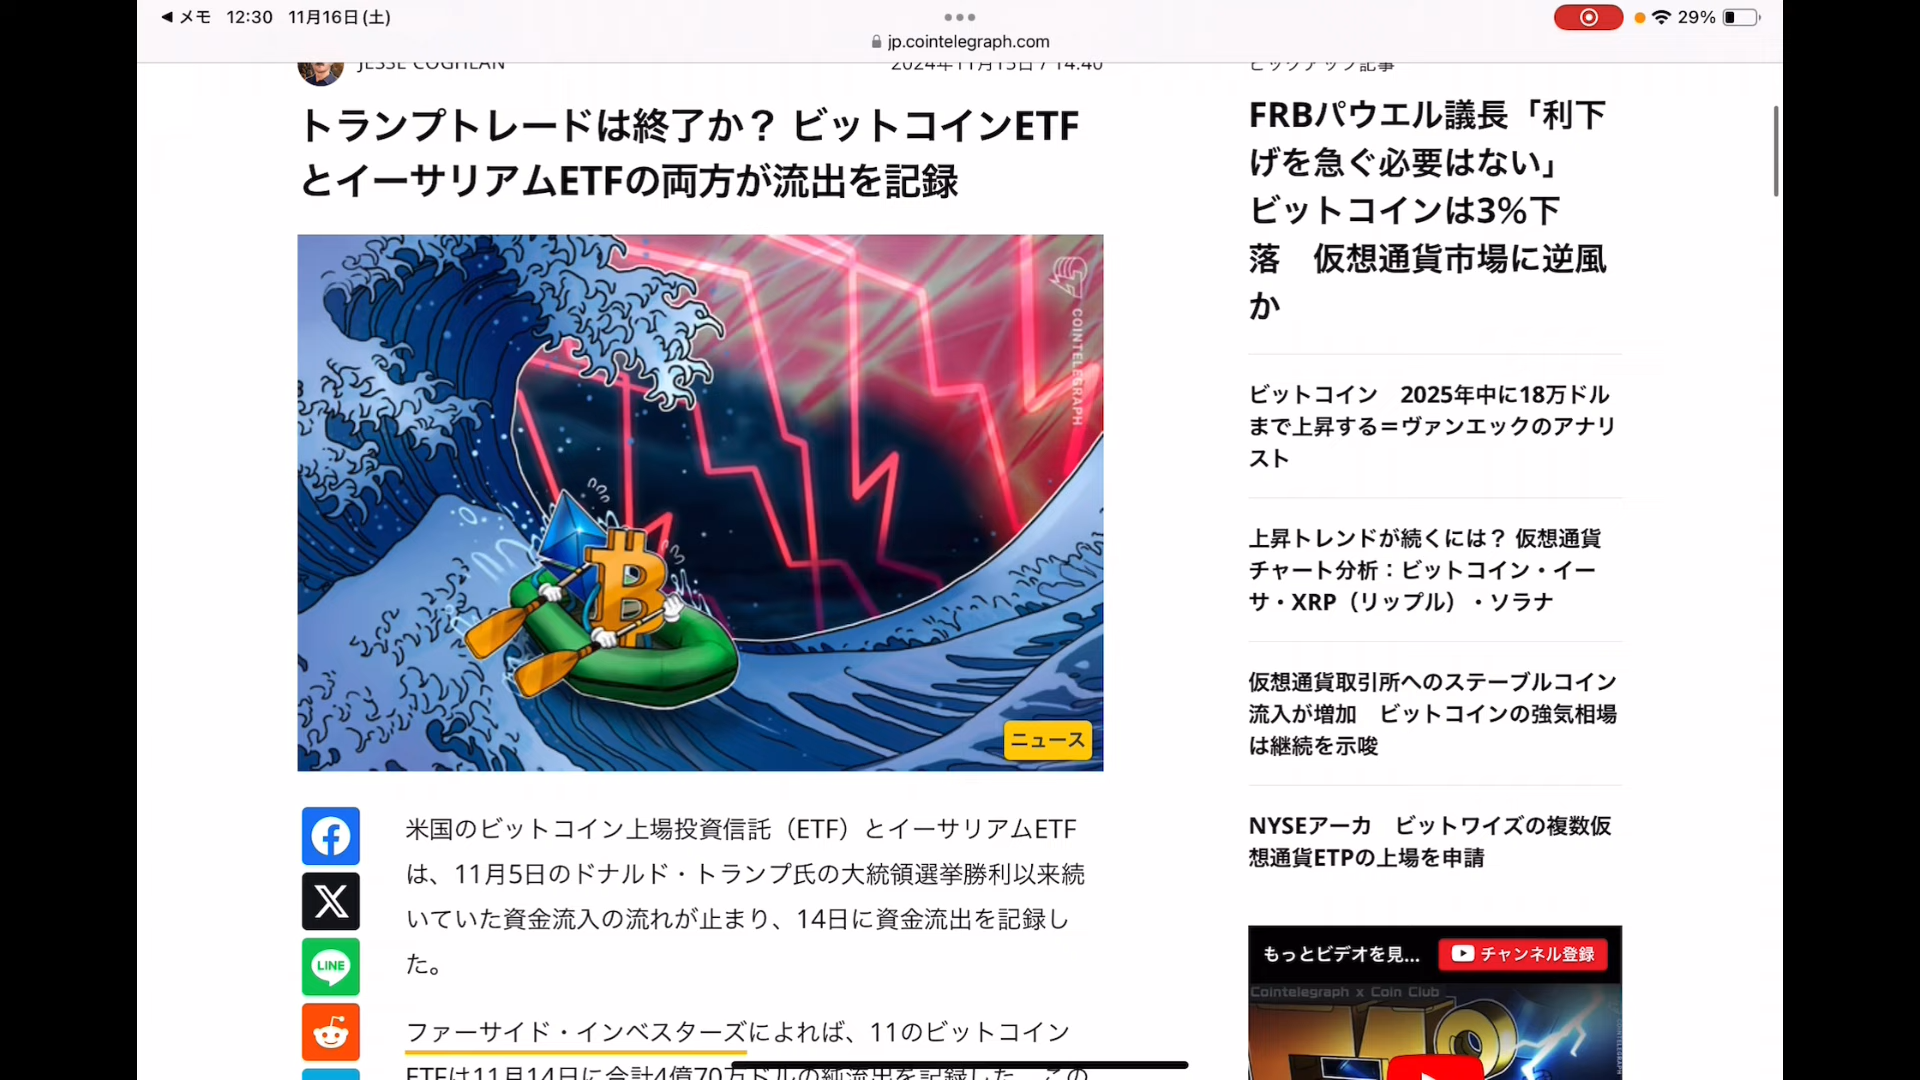 メモ 12:30 11月16日(土)
29%
jp.cointelegraph.com
JESSE COGHLAN
2024年11月15日 / 14:40
トランプトレードは終了か？ ビットコインETF
とイーサリアムETFの両方が流出を記録
COINTELEGRAPH
ニュース
LINE
米国のビットコイン上場投資信託（ETF）とイーサリアムETF
は、11月5日のドナルド・トランプ氏の大統領選挙勝利以来続
いていた資金流入の流れが止まり、14日に資金流出を記録し
た。
ファーサイド・インベスターズによれば、11のビットコイン
ETFは11月14日に合計4億70万ドルの純流出を記録した。この
ピックアップ記事
FRBパウエル議長「利下
げを急ぐ必要はない」
ビットコインは3%下
落　仮想通貨市場に逆風
か
ビットコイン　2025年中に18万ドル
まで上昇する＝ヴァンエックのアナリ
スト
上昇トレンドが続くには？ 仮想通貨
チャート分析：ビットコイン・イー
サ・XRP（リップル）・ソラナ
仮想通貨取引所へのステーブルコイン
流入が増加　ビットコインの強気相場
は継続を示唆
NYSEアーカ　ビットワイズの複数仮
想通貨ETPの上場を申請
もっとビデオを見...
チャンネル登録
Cointelegraph x Coin Club